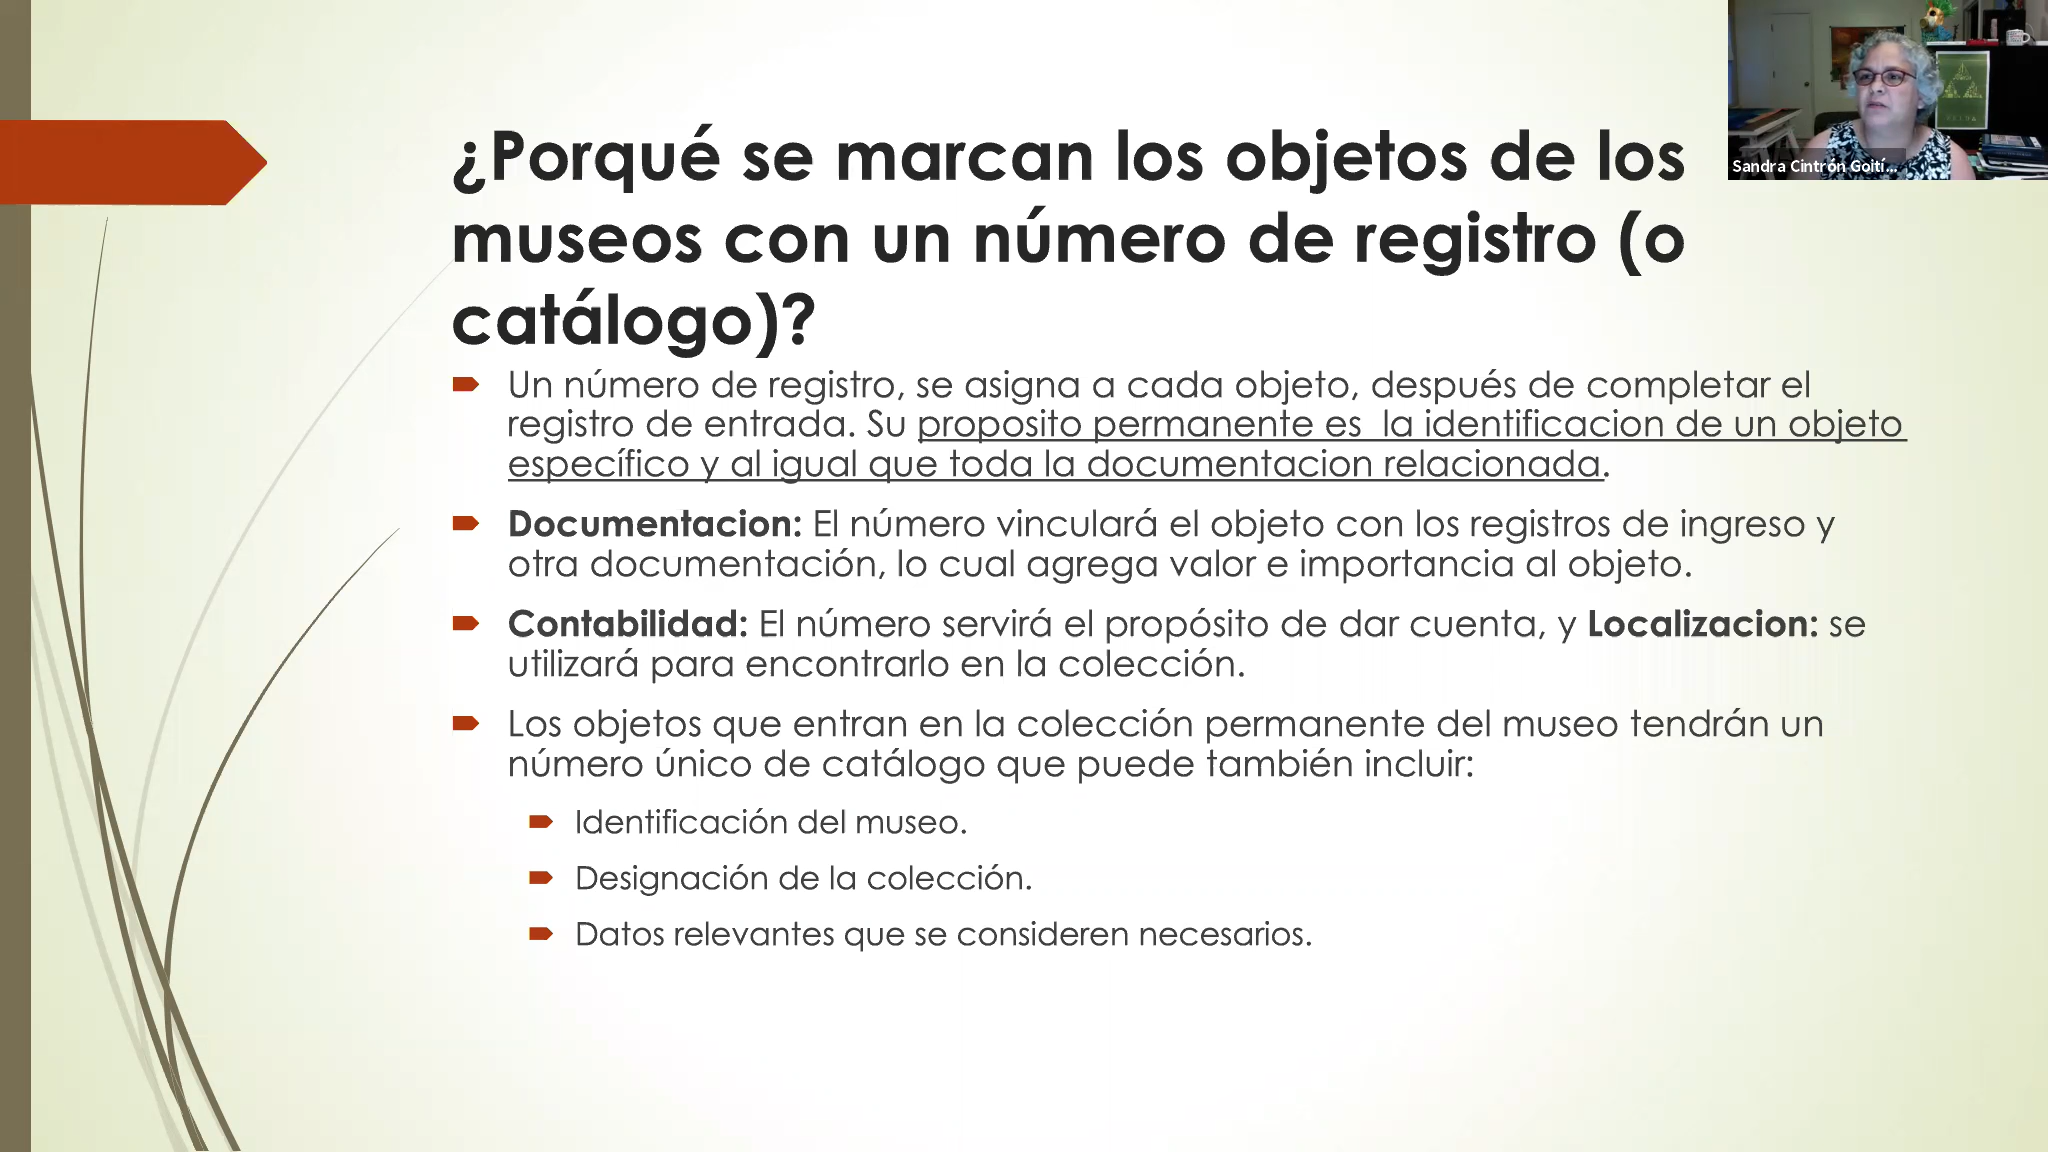 ¿Porqué se marcan los objetos de los
museos con un número de registro (o
catálogo)?
Un número de registro, se asigna a cada objeto, después de completar el
registro de entrada. Su proposito permanente es  la identificacion de un objeto
específico y al igual que toda la documentacion relacionada.
Documentacion: El número vinculará el objeto con los registros de ingreso y
otra documentación, lo cual agrega valor e importancia al objeto.
Contabilidad: El número servirá el propósito de dar cuenta, y Localizacion: se
utilizará para encontrarlo en la colección.
Los objetos que entran en la colección permanente del museo tendrán un
número único de catálogo que puede también incluir:
Identificación del museo.
Designación de la colección.
Datos relevantes que se consideren necesarios.
Sandra Cintrón Goití...